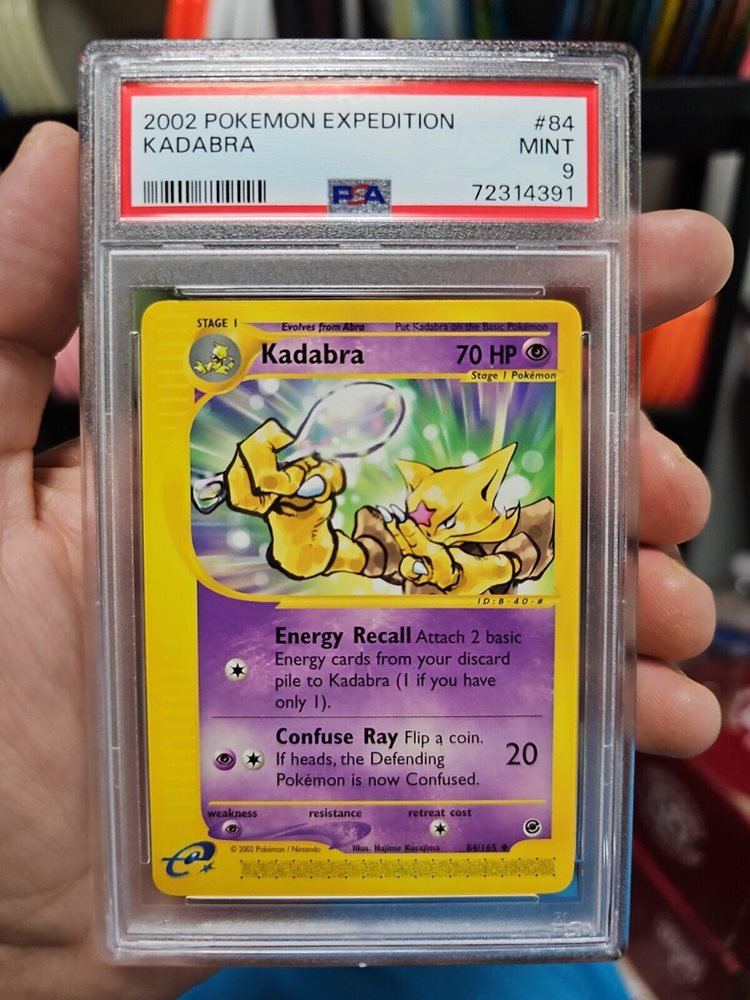 2002 POKEMON EXPEDITION #84
KADABRA MINT
9
PSA 72314391
STAGE 1 Evolves from Abra Put Kadabra on the Basic Pokémon
Kadabra 70 HP
Stage 1 Pokémon
ID:B-40-#
Energy Recall Attach 2 basic
Energy cards from your discard
pile to Kadabra (1 if you have
only 1).
Confuse Ray Flip a coin.
If heads, the Defending 20
Pokémon is now Confused.
weakness resistance retreat cost
© 2002 Pokémon / Nintendo Illus. Hajime Kusajima 84/165
e